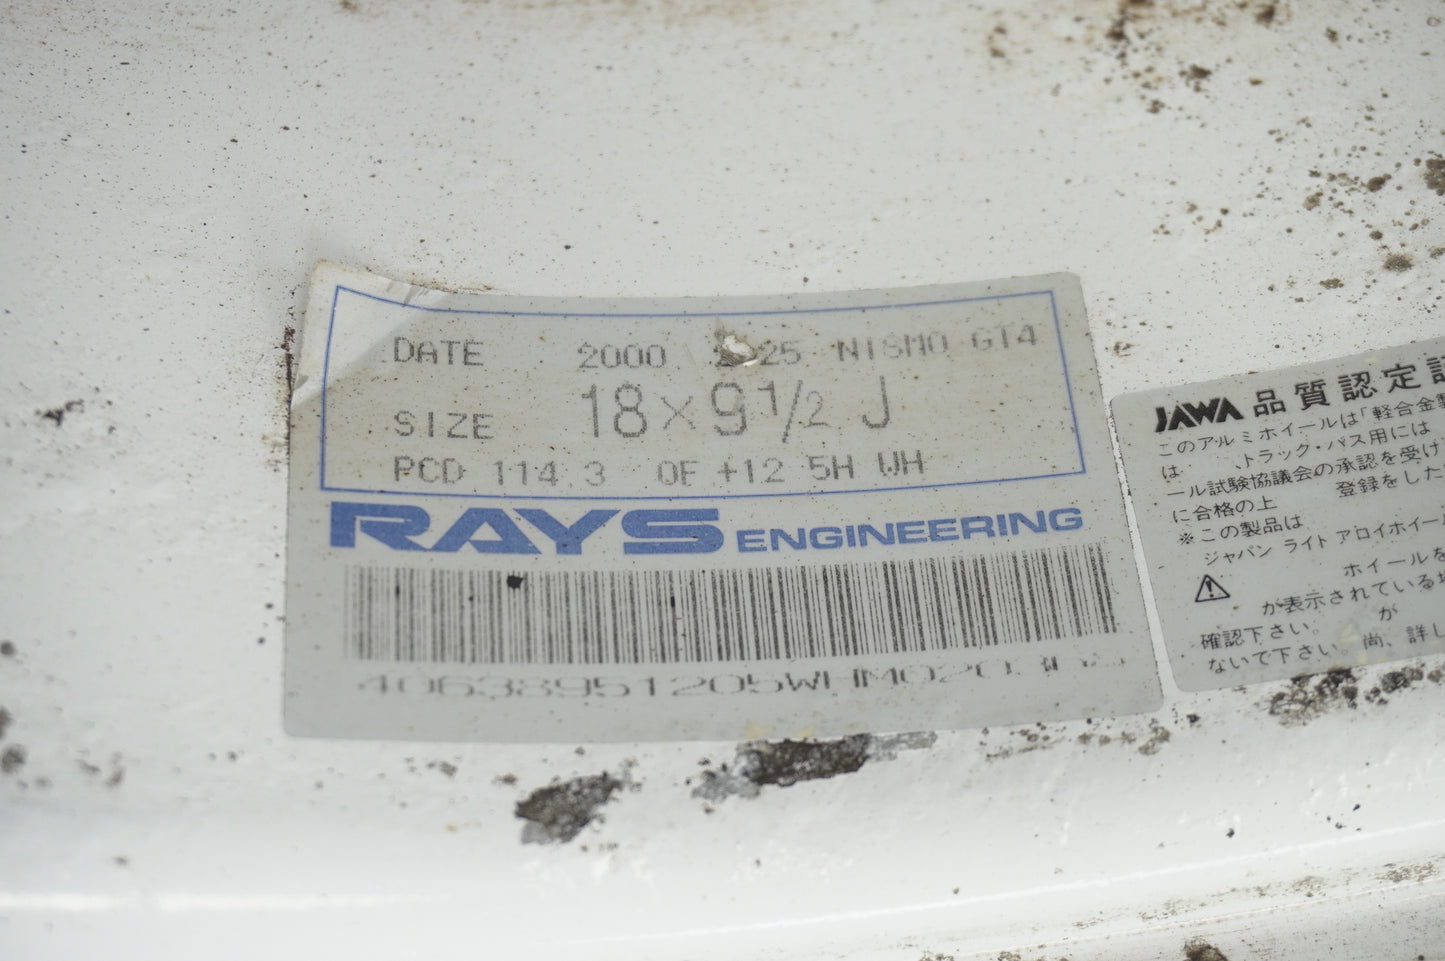 DATE 2000 NISMO GT4
SIZE 18×9 1/2 J
PCD 114.3 OF +12 5H WH
RAYS ENGINEERING
JAWA 品質認定証
このアルミホイールは「軽合金製
は トラック・バス用には
ール試験協議会の承認を受け
に合格の上 登録をした
※この製品は
ジャパン ライト アロイホイール
ホイールを
が表示されている場
確認下さい。 が
ないで下さい。尚、詳し